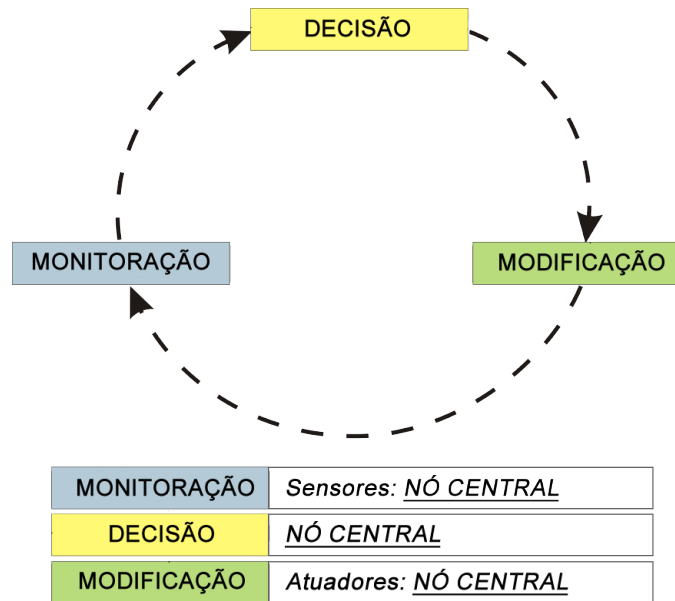 DECISÃO
MONITORAÇÃO
MODIFICAÇÃO
MONITORAÇÃO Sensores: NÓ CENTRAL
DECISÃO NÓ CENTRAL
MODIFICAÇÃO Atuadores: NÓ CENTRAL